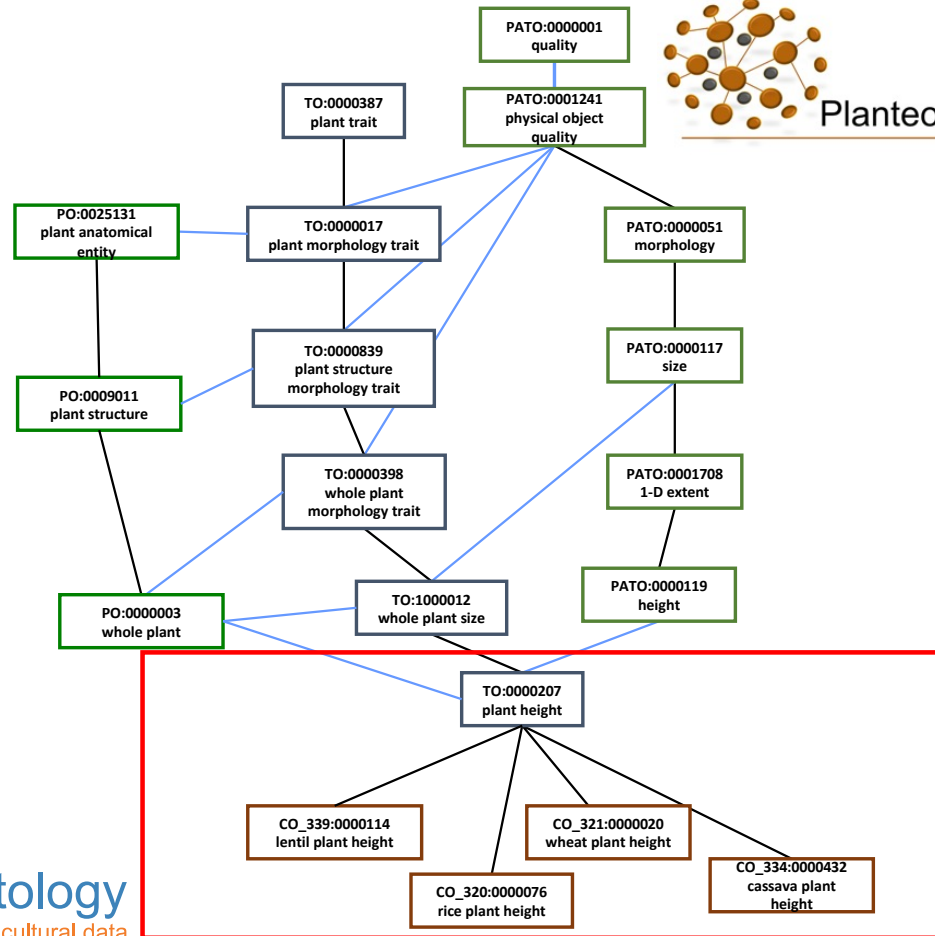 PATO:0000001
quality
TO:0000387
plant trait
PATO:0001241
physical object
quality
PO:0025131
plant anatomical
entity
TO:0000017
plant morphology trait
PATO:0000051
morphology
TO:0000839
plant structure
morphology trait
PATO:0000117
size
PO:0009011
plant structure
TO:0000398
whole plant
morphology trait
PATO:0001708
1-D extent
PO:0000003
whole plant
TO:1000012
whole plant size
PATO:0000119
height
TO:0000207
plant height
CO_339:0000114
lentil plant height
CO_321:0000020
wheat plant height
CO_320:0000076
rice plant height
CO_334:0000432
cassava plant
height